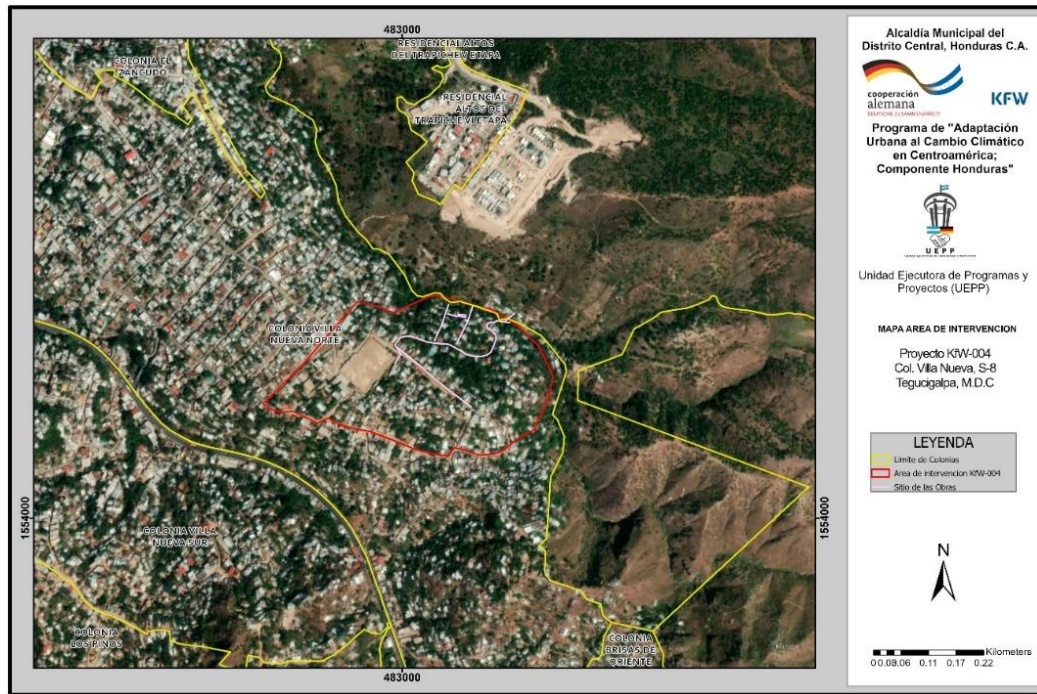 483000
RESIDENCIAL ALTOS
DEL TRAPICHE V ETAPA
COLONIA EL
ZANCUDO
RESIDENCIAL
ALTOS DEL
TRAPICHE VI ETAPA
COLONIA VILLA
NUEVA NORTE
1554000
1554000
COLONIA VILLA
NUEVA SUR
COLONIA
LOS PINOS
COLONIA
BRISAS DE
ORIENTE
483000
Alcaldía Municipal del
Distrito Central, Honduras C.A.
cooperación
alemana
DEUTSCHE ZUSAMMENARBEIT
KFW
Programa de "Adaptación
Urbana al Cambio Climático
en Centroamérica;
Componente Honduras"
UEPP
Unidad Ejecutora de Programas y
Proyectos (UEPP)
MAPA AREA DE INTERVENCION
Proyecto KfW-004
Col. Villa Nueva, S-8
Tegucigalpa, M.D.C
LEYENDA
Limite de Colonias
Area de intervencion KfW-004
Sitio de las Obras
N
Kilometers
0 0.03 0.06 0.11 0.17 0.22